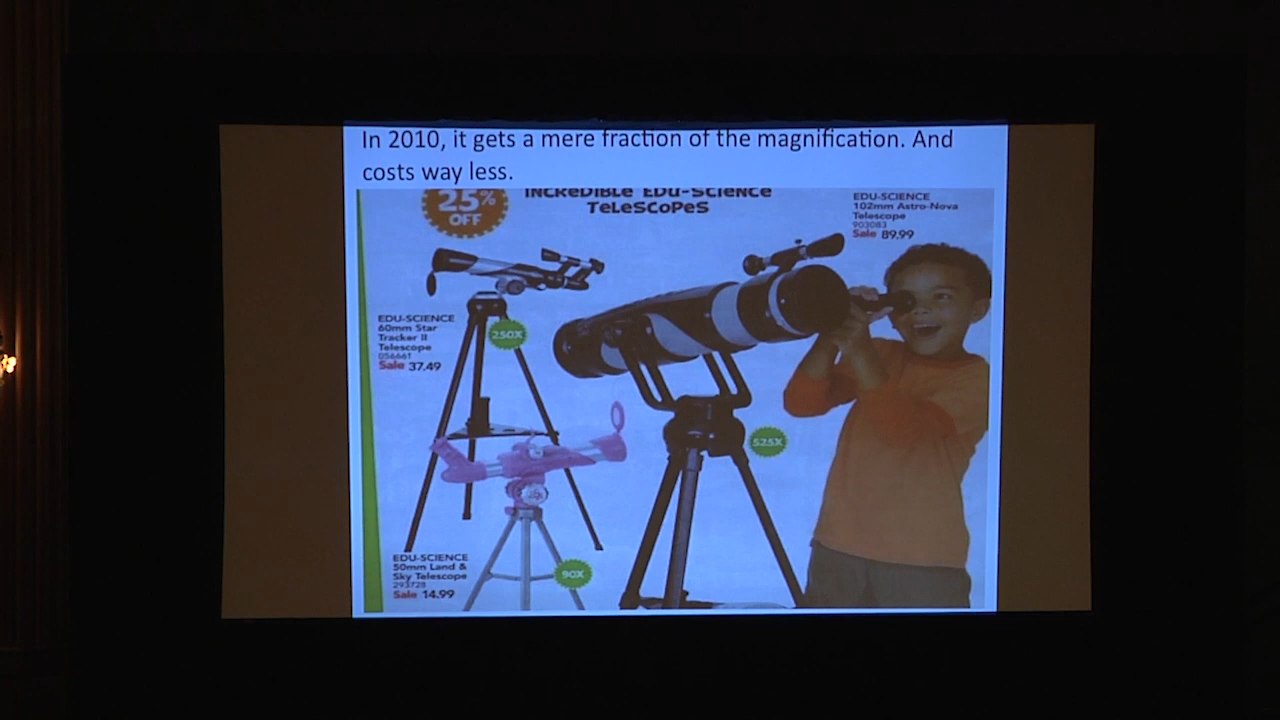 In 2010, it gets a mere fraction of the magnification. And
costs way less.
25%
OFF
INCREDIBLE EDU-SCIENCE
TELESCOPES
EDU-SCIENCE
102mm Astro-Nova
Telescope
903083
Sale 89.99
EDU-SCIENCE
60mm Star
Tracker II
Telescope
056661
Sale 37.49
250X
525X
EDU-SCIENCE
50mm Land &
Sky Telescope
293728
Sale 14.99
90X